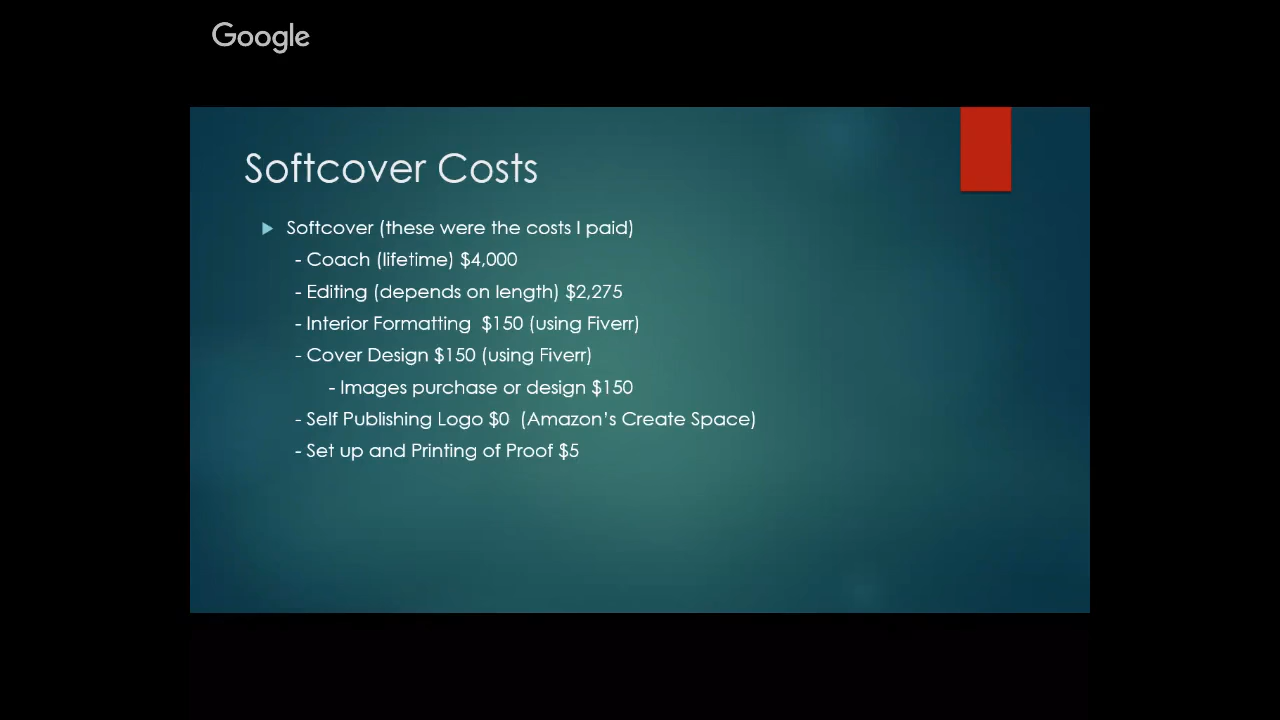 Google
Softcover Costs
Softcover (these were the costs I paid)
- Coach (lifetime) $4,000
- Editing (depends on length) $2,275
- Interior Formatting  $150 (using Fiverr)
- Cover Design $150 (using Fiverr)
- Images purchase or design $150
- Self Publishing Logo $0  (Amazon's Create Space)
- Set up and Printing of Proof $5